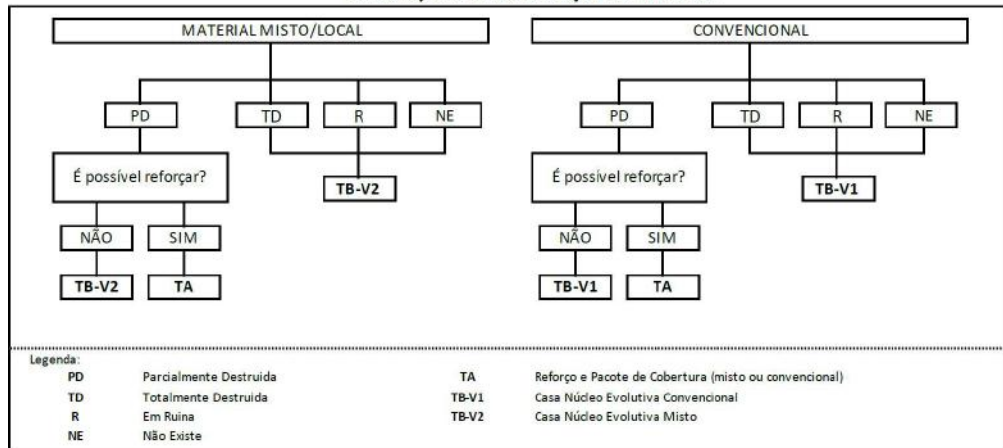 MATERIAL MISTO/LOCAL
PD TD R NE
É possível reforçar?
TB-V2
NÃO SIM
TB-V2 TA
CONVENCIONAL
PD TD R NE
É possível reforçar?
TB-V1
NÃO SIM
TB-V1 TA
Legenda:
PD Parcialmente Destruida
TD Totalmente Destruida
R Em Ruina
NE Não Existe
TA Reforço e Pacote de Cobertura (misto ou convencional)
TB-V1 Casa Núcleo Evolutiva Convencional
TB-V2 Casa Núcleo Evolutiva Misto